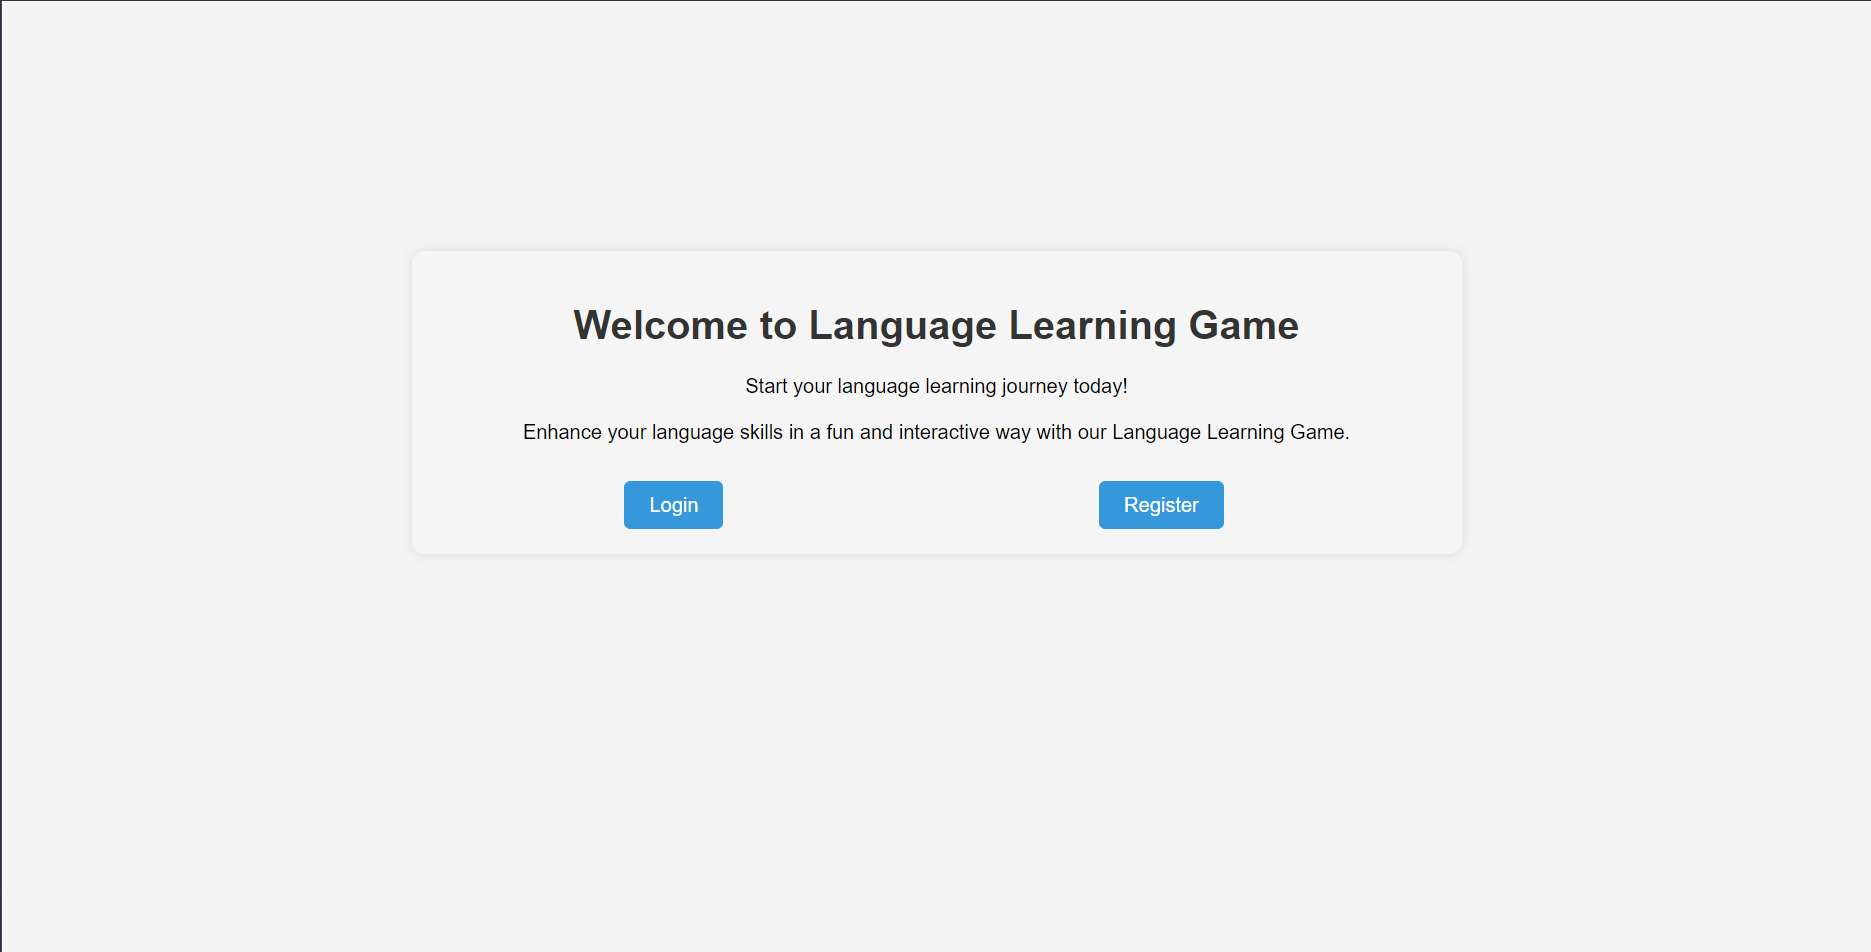 Welcome to Language Learning Game
Start your language learning journey today!
Enhance your language skills in a fun and interactive way with our Language Learning Game.
Login
Register